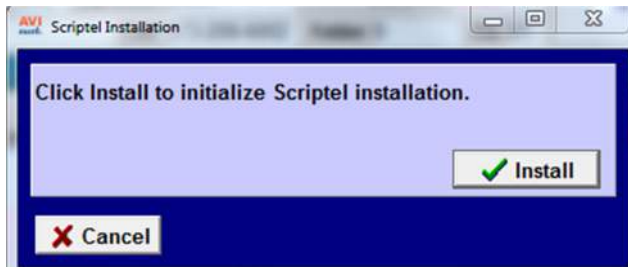 AVI
Scriptel Installation
Click Install to initialize Scriptel installation.
Install
Cancel